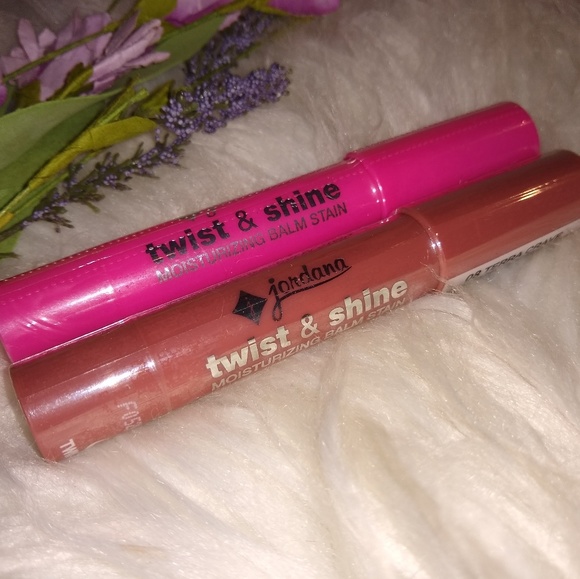 twist & shine
MOISTURIZING BALM STAIN
jordana
twist & shine
MOISTURIZING BALM STAIN